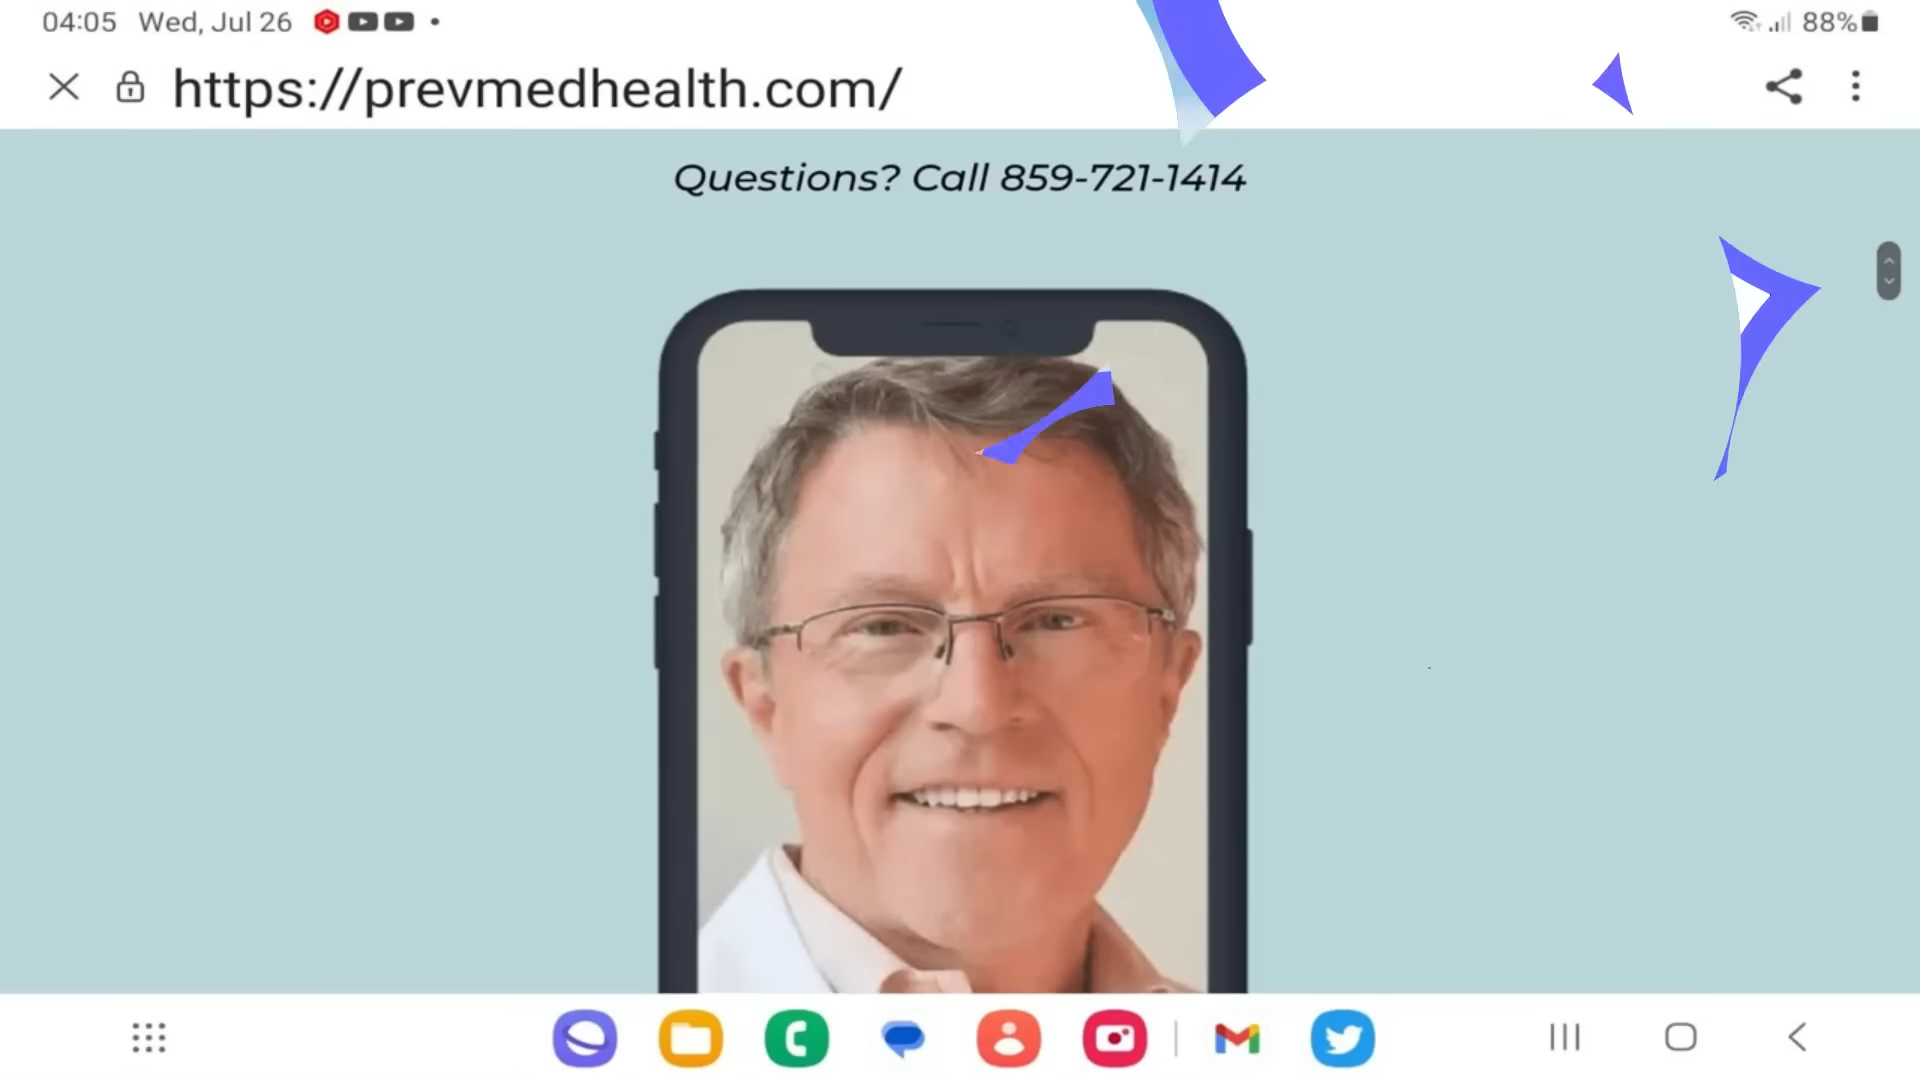 04:05 Wed, Jul 26
88%
https://prevmedhealth.com/
Questions? Call 859-721-1414